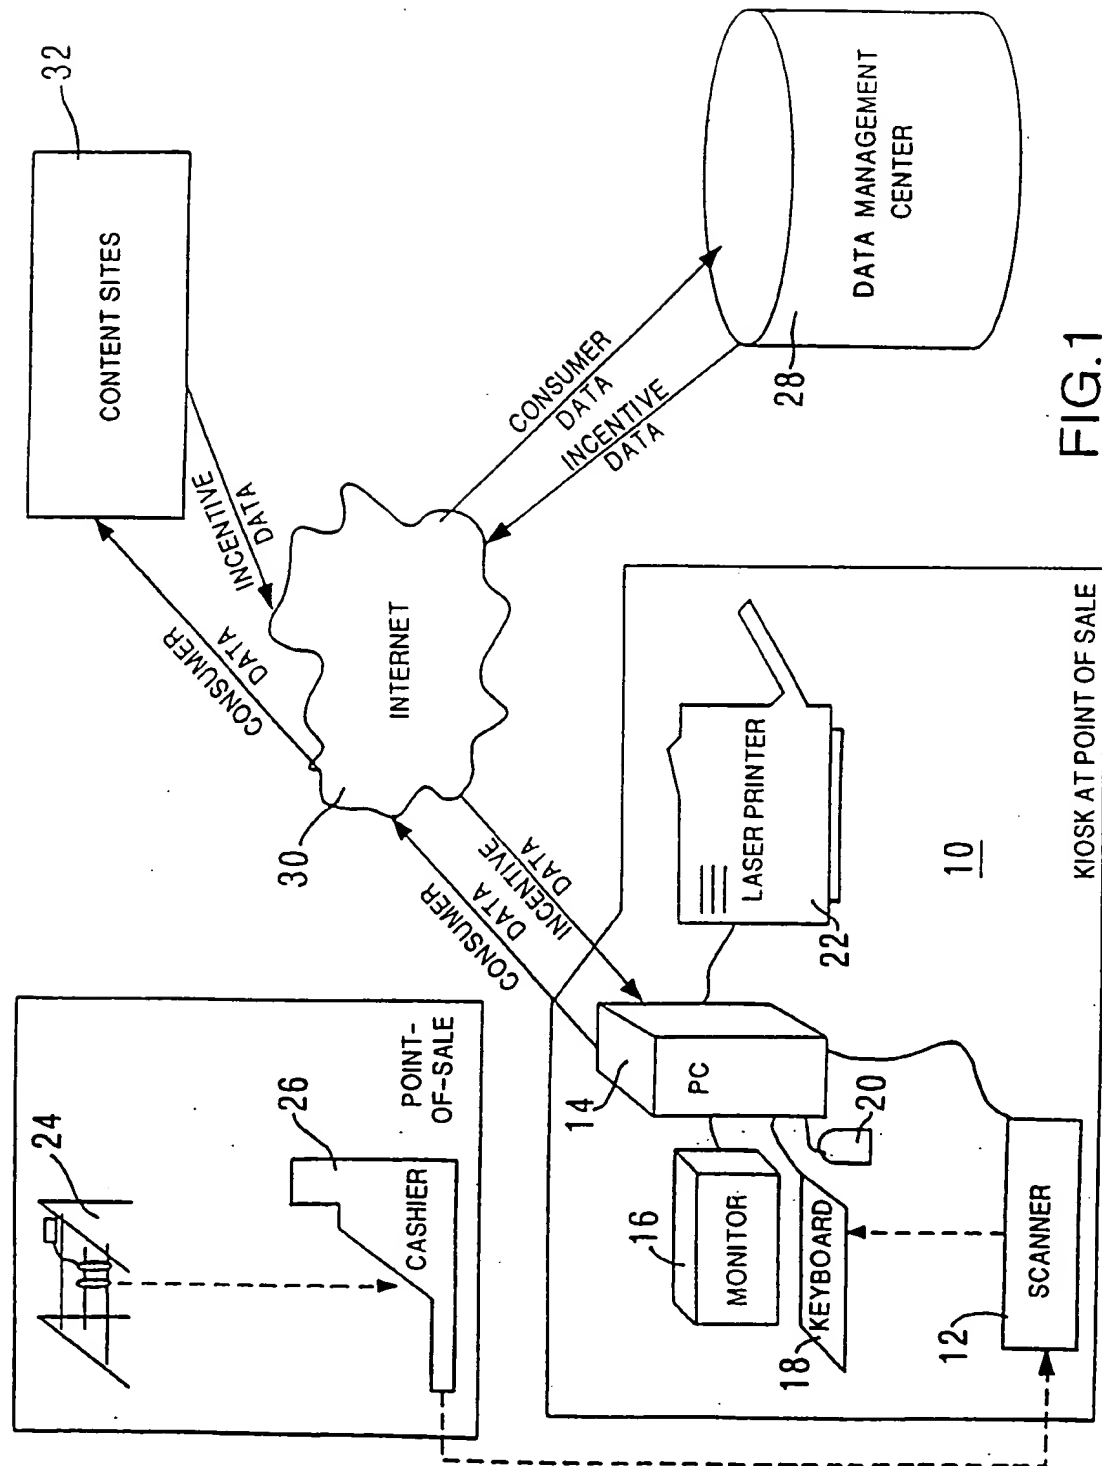 24
POINT-
OF-SALE
26
CASHIER
CONTENT SITES
32
CONSUMER
DATA
INCENTIVE
DATA
30
INTERNET
CONSUMER
DATA
INCENTIVE
DATA
CONSUMER
DATA
INCENTIVE
DATA
28
DATA MANAGEMENT
CENTER
14
PC
16
MONITOR
18
KEYBOARD
20
LASER PRINTER
22
12
SCANNER
10
KIOSK AT POINT OF SALE
FIG.1